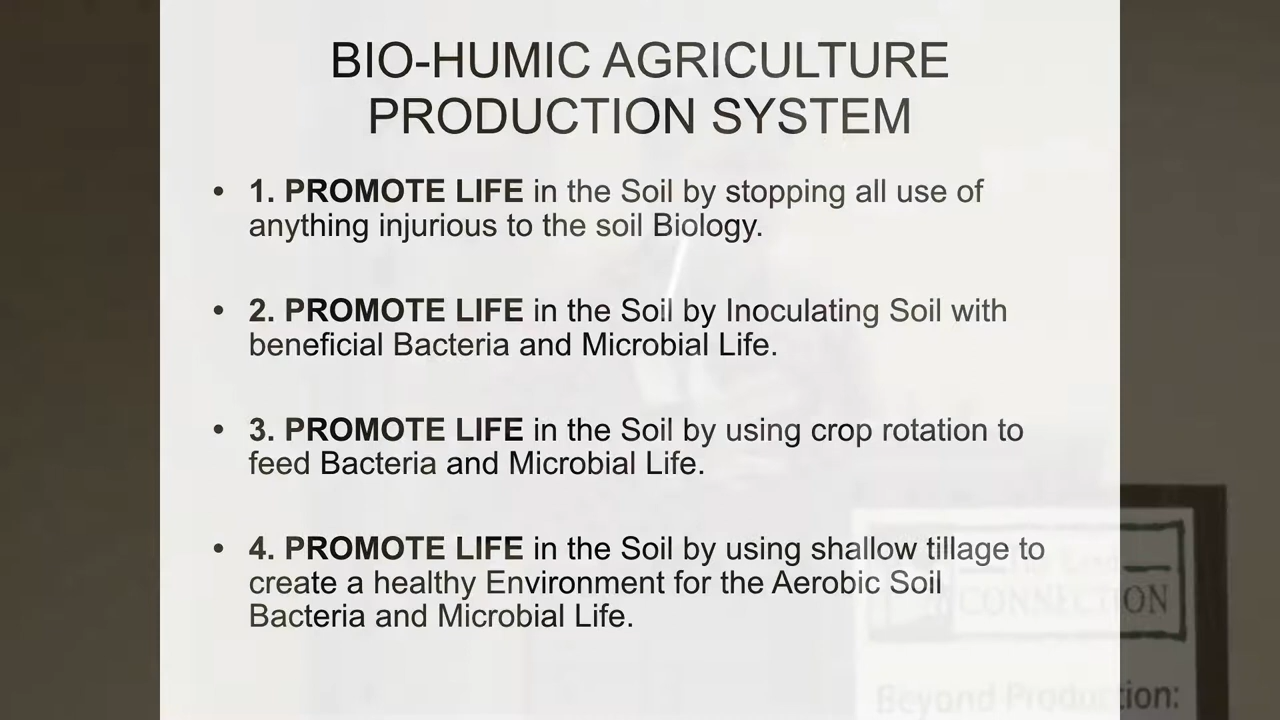 BIO-HUMIC AGRICULTURE
PRODUCTION SYSTEM
• 1. PROMOTE LIFE in the Soil by stopping all use of
anything injurious to the soil Biology.
• 2. PROMOTE LIFE in the Soil by Inoculating Soil with
beneficial Bacteria and Microbial Life.
• 3. PROMOTE LIFE in the Soil by using crop rotation to
feed Bacteria and Microbial Life.
• 4. PROMOTE LIFE in the Soil by using shallow tillage to
create a healthy Environment for the Aerobic Soil
Bacteria and Microbial Life.
CONNECTION
Beyond Production: